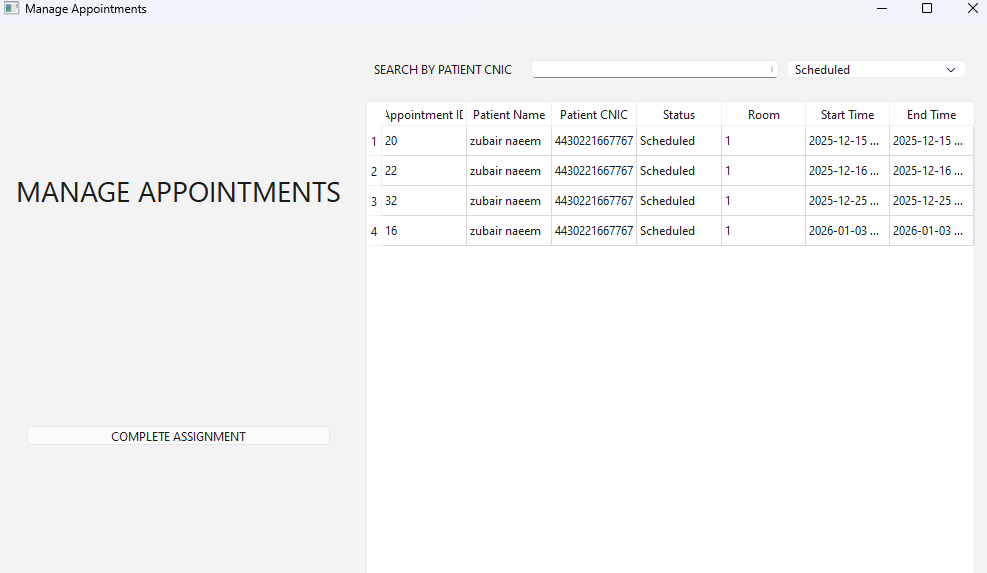 Manage Appointments
SEARCH BY PATIENT CNIC Scheduled
Appointment ID Patient Name Patient CNIC Status Room Start Time End Time
1 20 zubair naeem 4430221667767 Scheduled 1 2025-12-15 ... 2025-12-15 ...
2 22 zubair naeem 4430221667767 Scheduled 1 2025-12-16 ... 2025-12-16 ...
MANAGE APPOINTMENTS
3 32 zubair naeem 4430221667767 Scheduled 1 2025-12-25 ... 2025-12-25 ...
4 16 zubair naeem 4430221667767 Scheduled 1 2026-01-03 ... 2026-01-03 ...
COMPLETE ASSIGNMENT